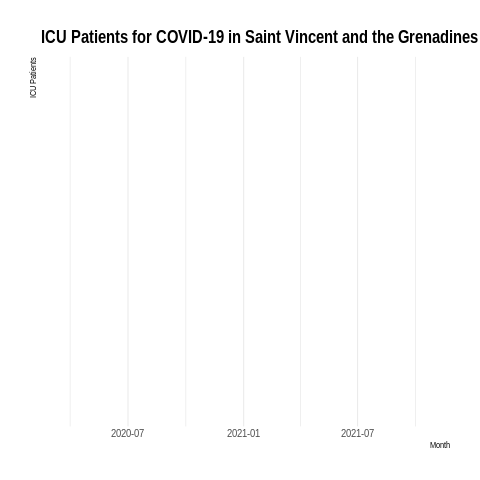 ICU Patients for COVID-19 in Saint Vincent and the Grenadines
ICU Patients
2020-07
2021-01
2021-07
Month